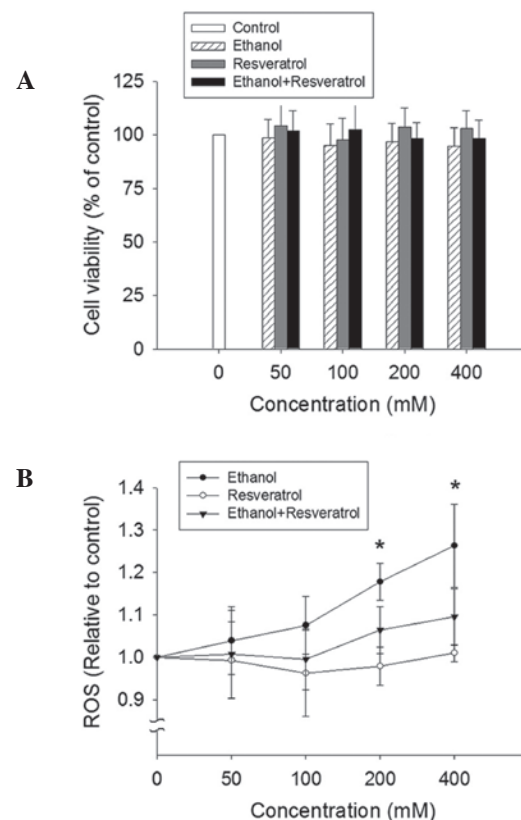 A
Control
Ethanol
Resveratrol
Ethanol+Resveratrol
Cell viability (% of control)
125
100
75
50
25
0
0 50 100 200 400
Concentration (mM)
B
Ethanol
Resveratrol
Ethanol+Resveratrol
ROS (Relative to control)
1.4
1.3
1.2
1.1
1.0
0.9
* *
0 50 100 200 400
Concentration (mM)